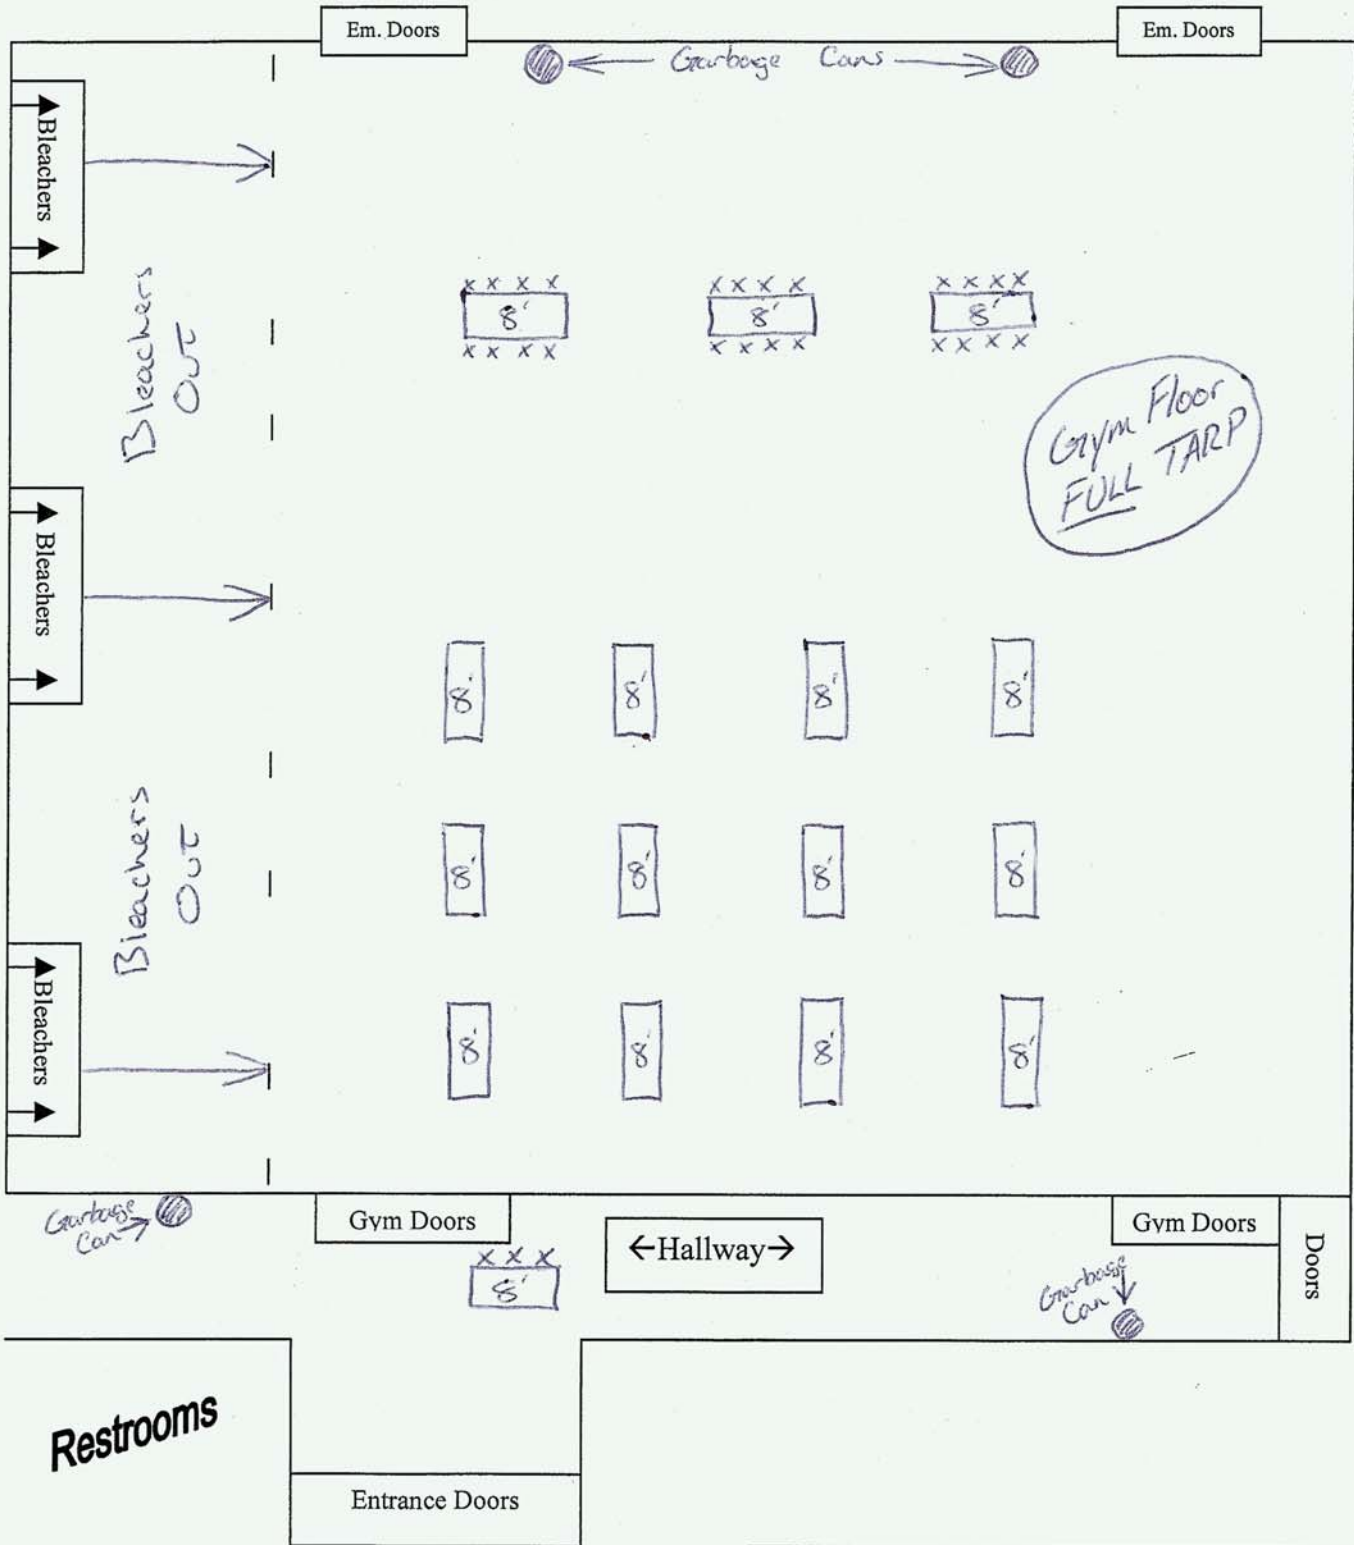 Em. Doors
Em. Doors
Garbage Cans
Bleachers
x x x x
x x x x
x x x x
8'
8'
8'
x x x x
x x x x
x x x x
Bleachers
Out
Gym Floor
FULL TARP
Bleachers
8'
8'
8'
8'
Bleachers
Out
8'
8'
8'
8'
Bleachers
8'
8'
8'
8'
Garbage
Can
Gym Doors
←Hallway→
Gym Doors
Doors
x x x
8'
Garbage
Can
Restrooms
Entrance Doors